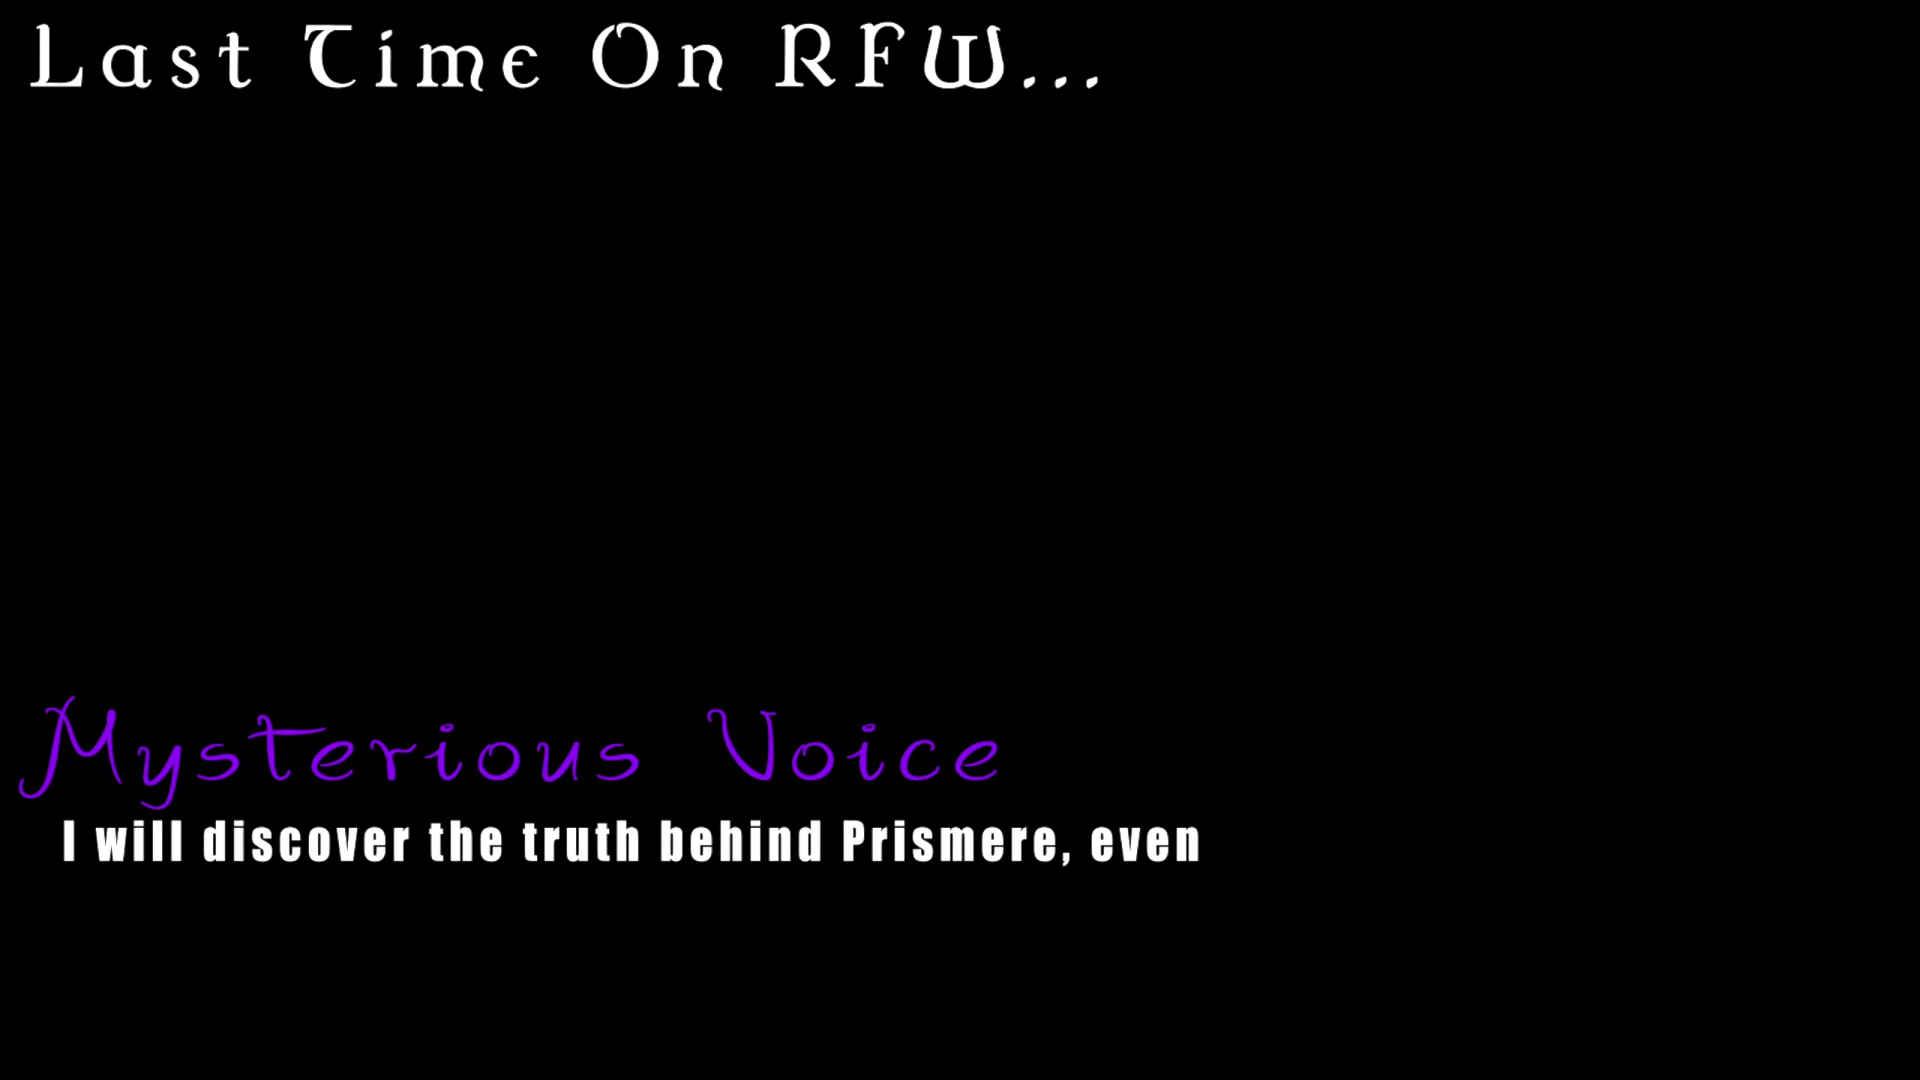 Last Time On RFW...
Mysterious Voice
I will discover the truth behind Prismere, even